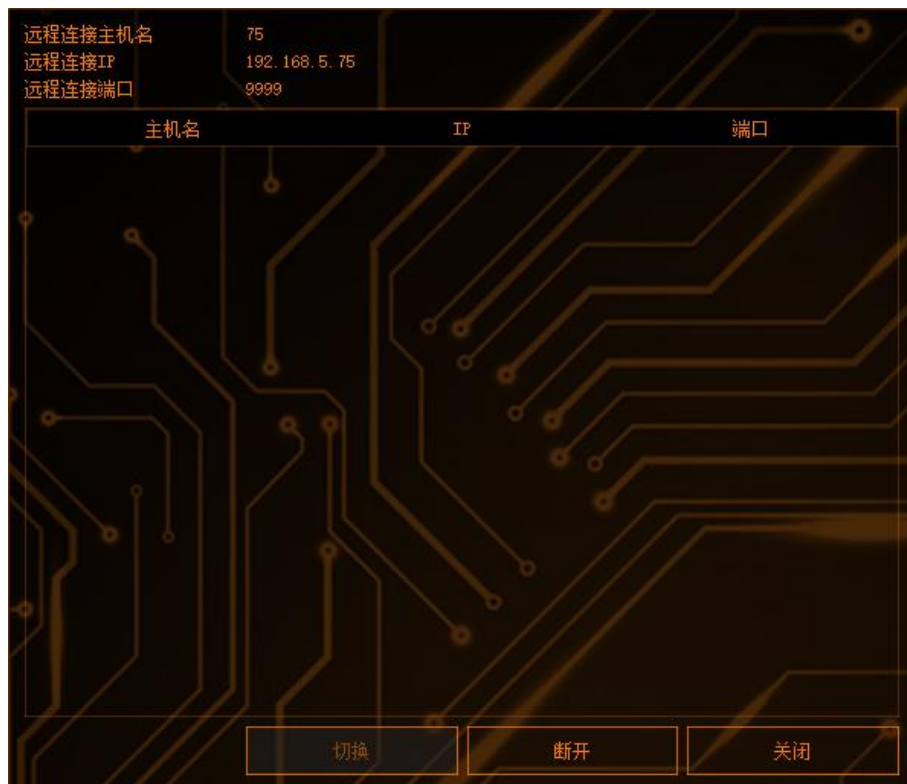 远程连接主机名 75
远程连接IP 192.168.5.75
远程连接端口 9999
主机名 IP 端口
切换 断开 关闭